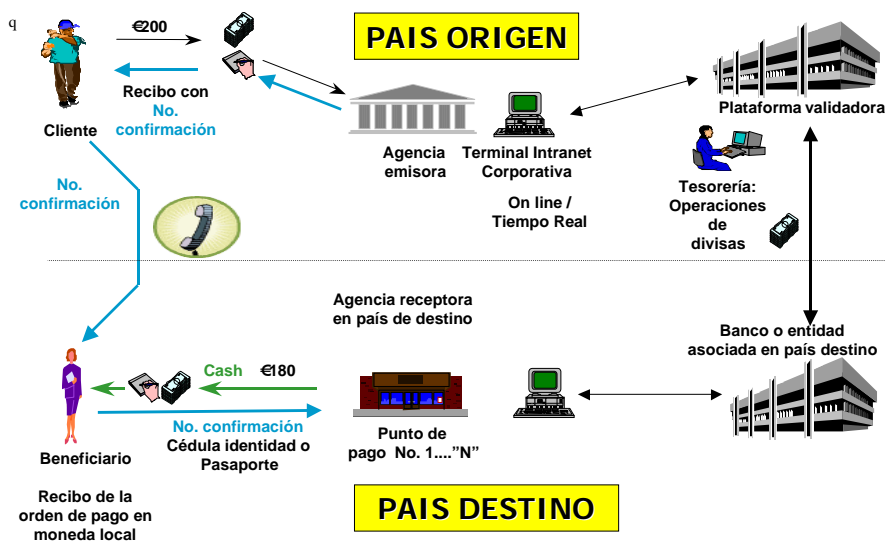 q
€200
PAIS ORIGEN
Recibo con
No.
confirmación
Cliente
Agencia
emisora
Terminal Intranet
Corporativa
On line /
Tiempo Real
Plataforma validadora
Tesorería:
Operaciones
de
divisas
No.
confirmación
Agencia receptora
en país de destino
Banco o entidad
asociada en país destino
Cash €180
No. confirmación
Cédula identidad o
Pasaporte
Beneficiario
Punto de
pago No. 1....”N”
Recibo de la
orden de pago en
moneda local
PAIS DESTINO